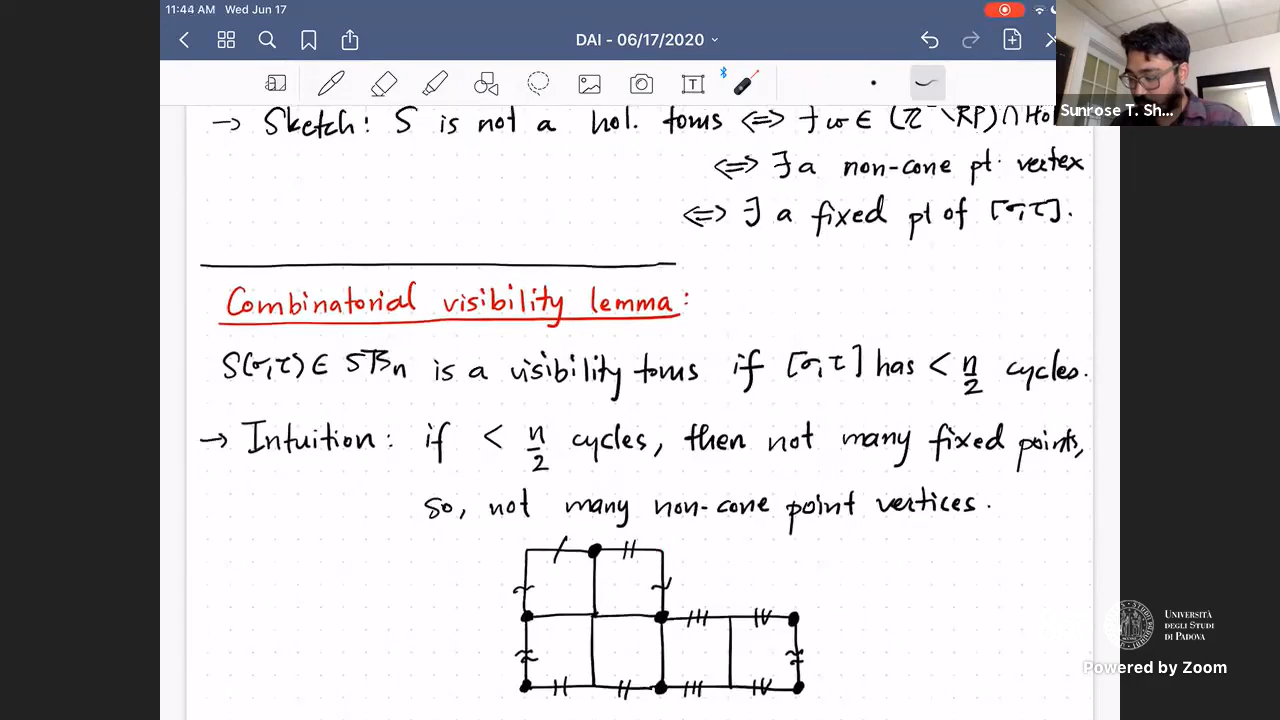 11:44 AM Wed Jun 17
DAI - 06/17/2020
Sunrose T. Sh...
→ Sketch: S is not a hol. torus ⟺ ∃ w ∈ (Z² \ RP) ∩ Hol
⟺ ∃ a non-cone pt. vertex
⟺ ∃ a fixed pt of [σ,τ].
Combinatorial visibility lemma:
S(σ,τ) ∈ STSn is a visibility torus if [σ,τ] has < n/2 cycles.
→ Intuition: if < n/2 cycles, then not many fixed points,
so, not many non-cone point vertices.
UNIVERSITÀ
DEGLI STUDI
DI PADOVA
Powered by Zoom